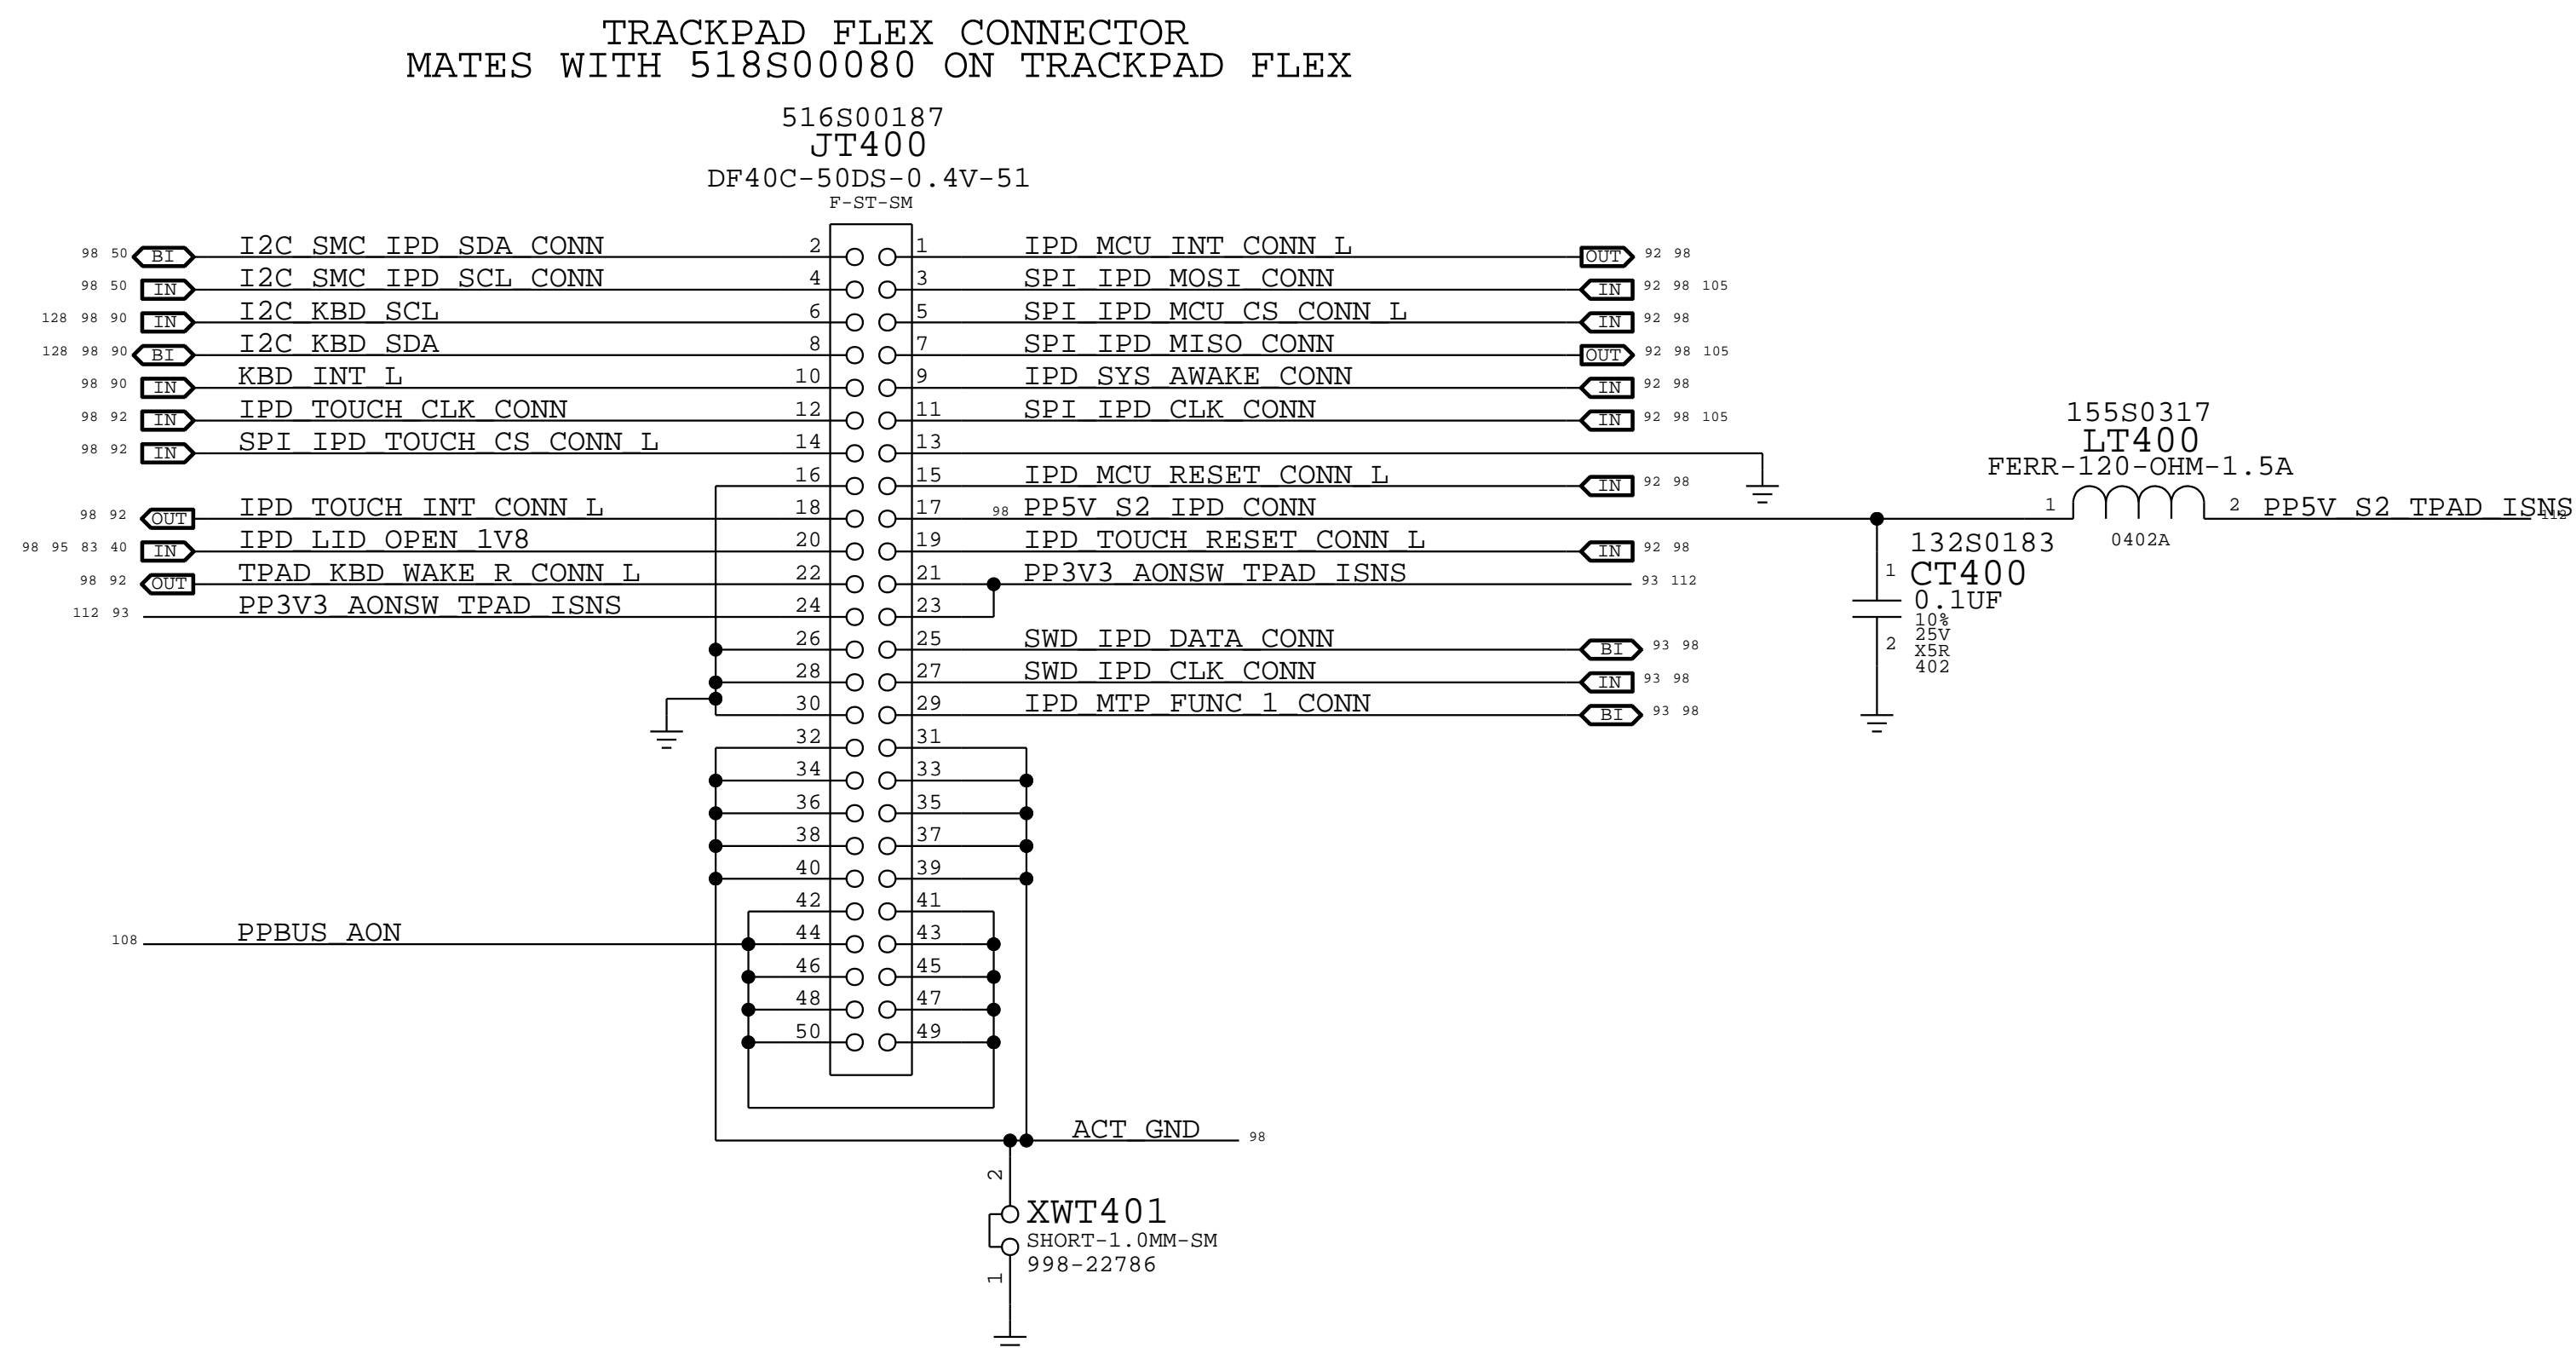 TRACKPAD FLEX CONNECTOR
MATES WITH 518S00080 ON TRACKPAD FLEX
516S00187
JT400
DF40C-50DS-0.4V-51
F-ST-SM
98 50 BI I2C_SMC_IPD_SDA_CONN 2 1 IPD_MCU_INT_CONN_L OUT 92 98
98 50 IN I2C_SMC_IPD_SCL_CONN 4 3 SPI_IPD_MOSI_CONN IN 92 98 105
128 98 90 IN I2C_KBD_SCL 6 5 SPI_IPD_MCU_CS_CONN_L IN 92 98
128 98 90 BI I2C_KBD_SDA 8 7 SPI_IPD_MISO_CONN OUT 92 98 105
98 90 IN KBD_INT_L 10 9 IPD_SYS_AWAKE_CONN IN 92 98
98 92 IN IPD_TOUCH_CLK_CONN 12 11 SPI_IPD_CLK_CONN IN 92 98 105
98 92 IN SPI_IPD_TOUCH_CS_CONN_L 14 13
16 15 IPD_MCU_RESET_CONN_L IN 92 98
98 92 OUT IPD_TOUCH_INT_CONN_L 18 17 98 PP5V_S2_IPD_CONN
98 95 83 40 IN IPD_LID_OPEN_1V8 20 19 IPD_TOUCH_RESET_CONN_L IN 92 98
98 92 OUT TPAD_KBD_WAKE_R_CONN_L 22 21 PP3V3_AONSW_TPAD_ISNS 93 112
112 93 PP3V3_AONSW_TPAD_ISNS 24 23
26 25 SWD_IPD_DATA_CONN BI 93 98
28 27 SWD_IPD_CLK_CONN IN 93 98
30 29 IPD_MTP_FUNC_1_CONN BI 93 98
32 31
34 33
36 35
38 37
40 39
42 41
108 PPBUS_AON 44 43
46 45
48 47
50 49
ACT_GND 98
2
XWT401
SHORT-1.0MM-SM
998-22786
1
155S0317
LT400
FERR-120-OHM-1.5A
1 2 PP5V_S2_TPAD_ISNS 112
0402A
132S0183
1 CT400
0.1UF
10%
25V
2 X5R
402